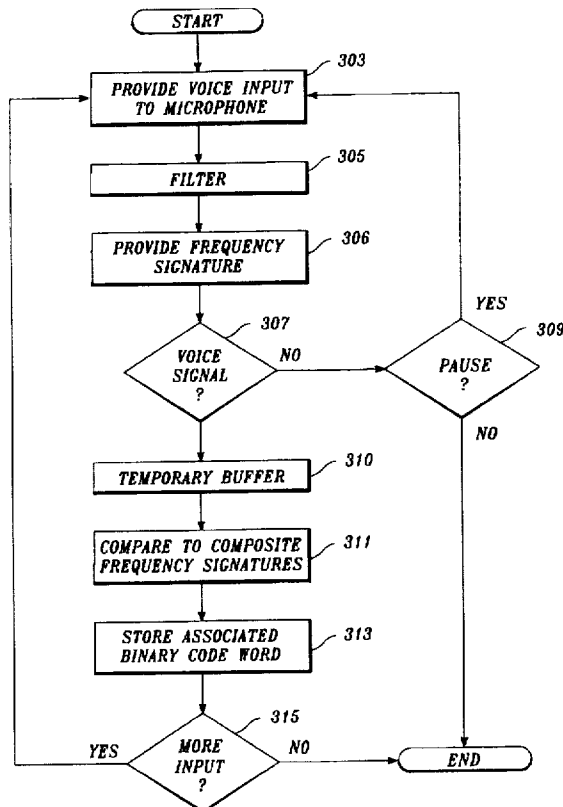 START
303
PROVIDE VOICE INPUT
TO MICROPHONE
305
FILTER
306
PROVIDE FREQUENCY
SIGNATURE
307
VOICE
SIGNAL
?
NO
YES
309
PAUSE
?
NO
310
TEMPORARY BUFFER
311
COMPARE TO COMPOSITE
FREQUENCY SIGNATURES
313
STORE ASSOCIATED
BINARY CODE WORD
315
YES
MORE
INPUT
?
NO
END